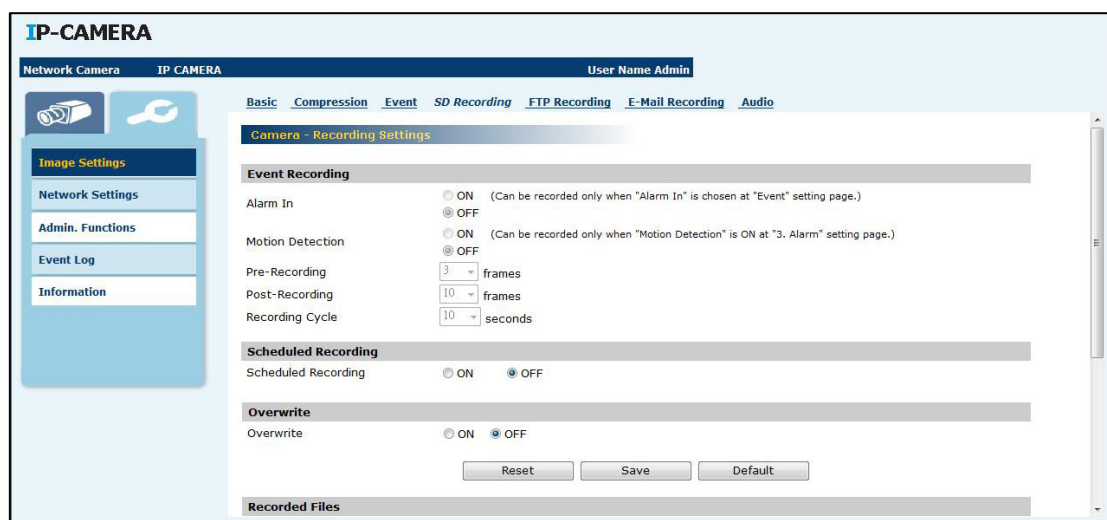 IP-CAMERA
Network Camera IP CAMERA User Name Admin
Basic Compression Event SD Recording FTP Recording E-Mail Recording Audio
Camera - Recording Settings
Image Settings
Network Settings
Admin. Functions
Event Log
Information
Event Recording
Alarm In ON (Can be recorded only when "Alarm In" is chosen at "Event" setting page.)
OFF
Motion Detection ON (Can be recorded only when "Motion Detection" is ON at "3. Alarm" setting page.)
OFF
Pre-Recording 3 frames
Post-Recording 10 frames
Recording Cycle 10 seconds
Scheduled Recording
Scheduled Recording ON OFF
Overwrite
Overwrite ON OFF
Reset Save Default
Recorded Files